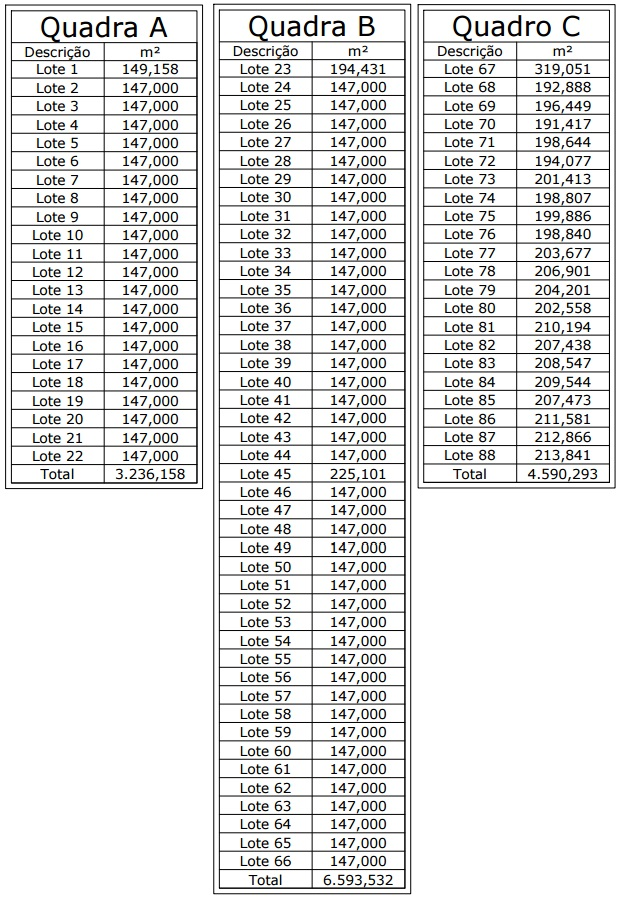 Quadra A
Descrição m²
Lote 1 149,158
Lote 2 147,000
Lote 3 147,000
Lote 4 147,000
Lote 5 147,000
Lote 6 147,000
Lote 7 147,000
Lote 8 147,000
Lote 9 147,000
Lote 10 147,000
Lote 11 147,000
Lote 12 147,000
Lote 13 147,000
Lote 14 147,000
Lote 15 147,000
Lote 16 147,000
Lote 17 147,000
Lote 18 147,000
Lote 19 147,000
Lote 20 147,000
Lote 21 147,000
Lote 22 147,000
Total 3.236,158
Quadra B
Descrição m²
Lote 23 194,431
Lote 24 147,000
Lote 25 147,000
Lote 26 147,000
Lote 27 147,000
Lote 28 147,000
Lote 29 147,000
Lote 30 147,000
Lote 31 147,000
Lote 32 147,000
Lote 33 147,000
Lote 34 147,000
Lote 35 147,000
Lote 36 147,000
Lote 37 147,000
Lote 38 147,000
Lote 39 147,000
Lote 40 147,000
Lote 41 147,000
Lote 42 147,000
Lote 43 147,000
Lote 44 147,000
Lote 45 225,101
Lote 46 147,000
Lote 47 147,000
Lote 48 147,000
Lote 49 147,000
Lote 50 147,000
Lote 51 147,000
Lote 52 147,000
Lote 53 147,000
Lote 54 147,000
Lote 55 147,000
Lote 56 147,000
Lote 57 147,000
Lote 58 147,000
Lote 59 147,000
Lote 60 147,000
Lote 61 147,000
Lote 62 147,000
Lote 63 147,000
Lote 64 147,000
Lote 65 147,000
Lote 66 147,000
Total 6.593,532
Quadro C
Descrição m²
Lote 67 319,051
Lote 68 192,888
Lote 69 196,449
Lote 70 191,417
Lote 71 198,644
Lote 72 194,077
Lote 73 201,413
Lote 74 198,807
Lote 75 199,886
Lote 76 198,840
Lote 77 203,677
Lote 78 206,901
Lote 79 204,201
Lote 80 202,558
Lote 81 210,194
Lote 82 207,438
Lote 83 208,547
Lote 84 209,544
Lote 85 207,473
Lote 86 211,581
Lote 87 212,866
Lote 88 213,841
Total 4.590,293